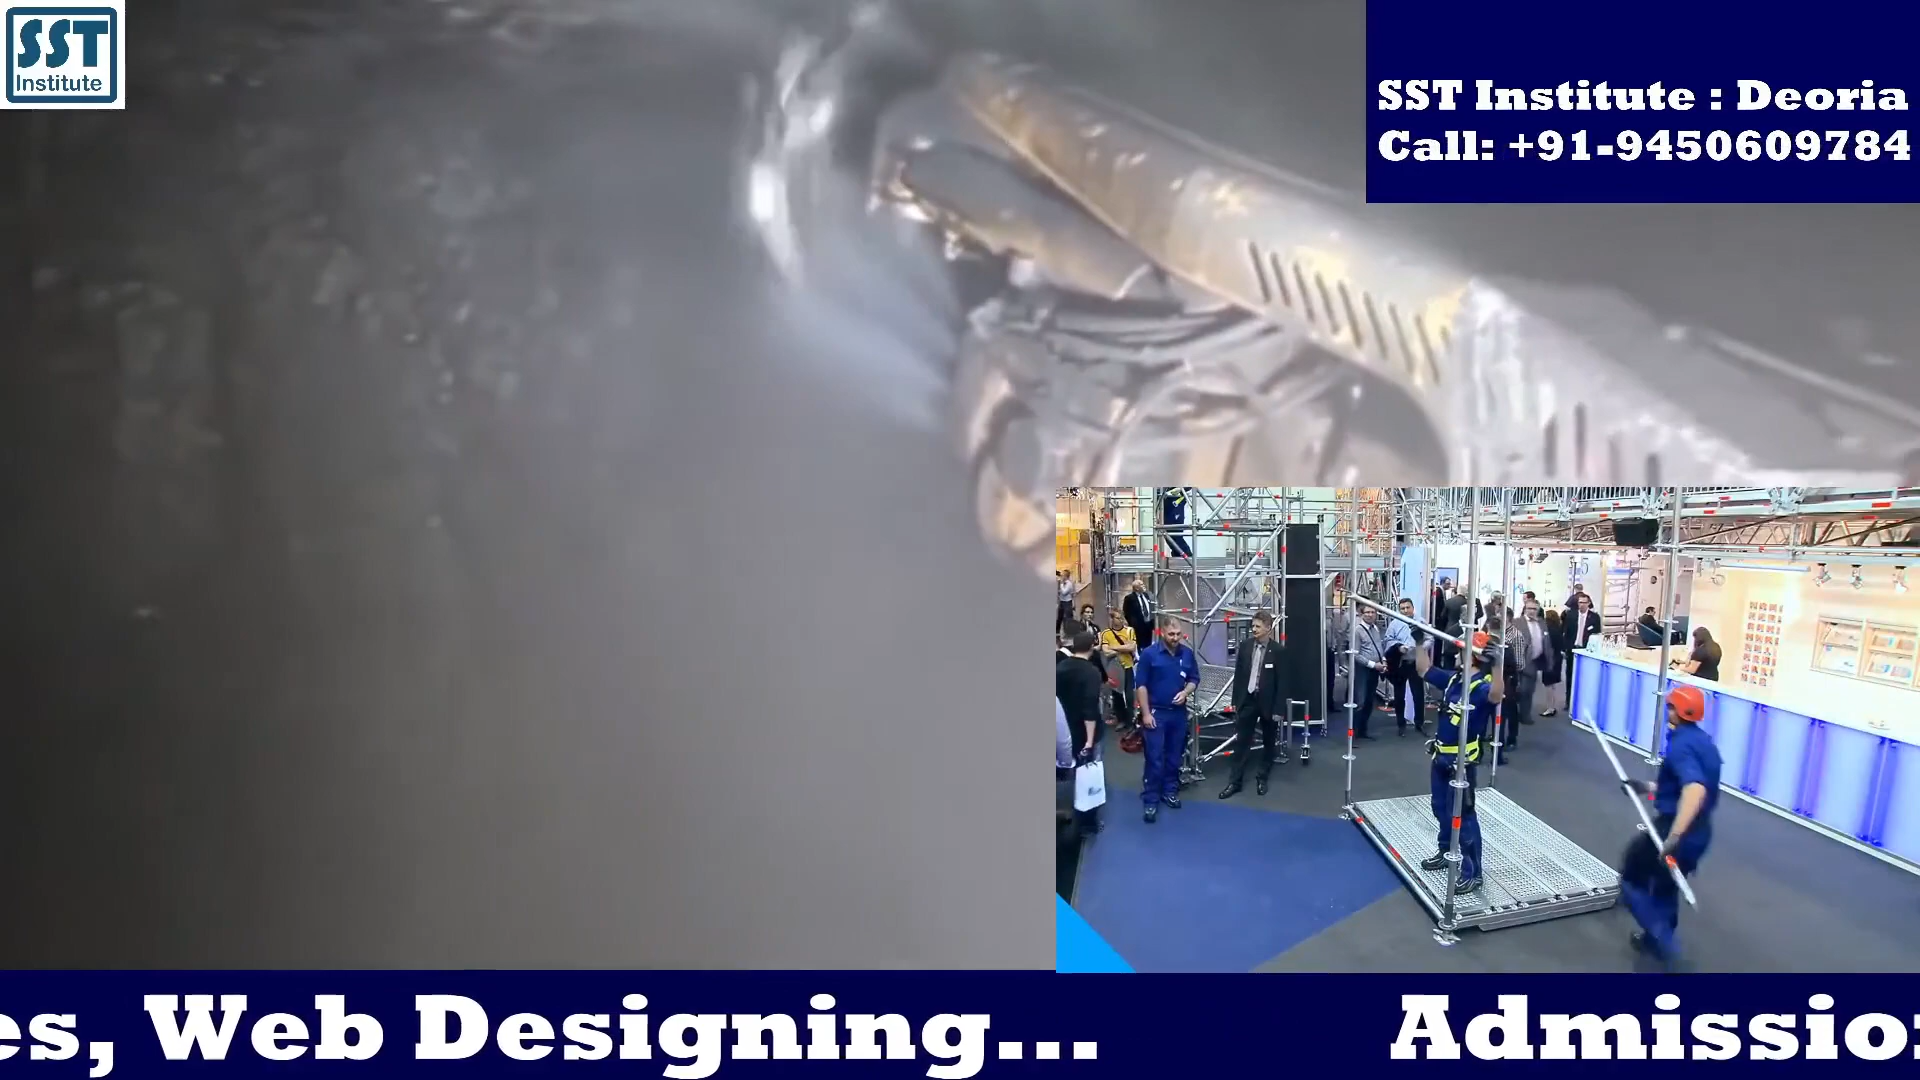 SST
Institute
SST Institute : Deoria
Call: +91-9450609784
es, Web Designing... Admissio